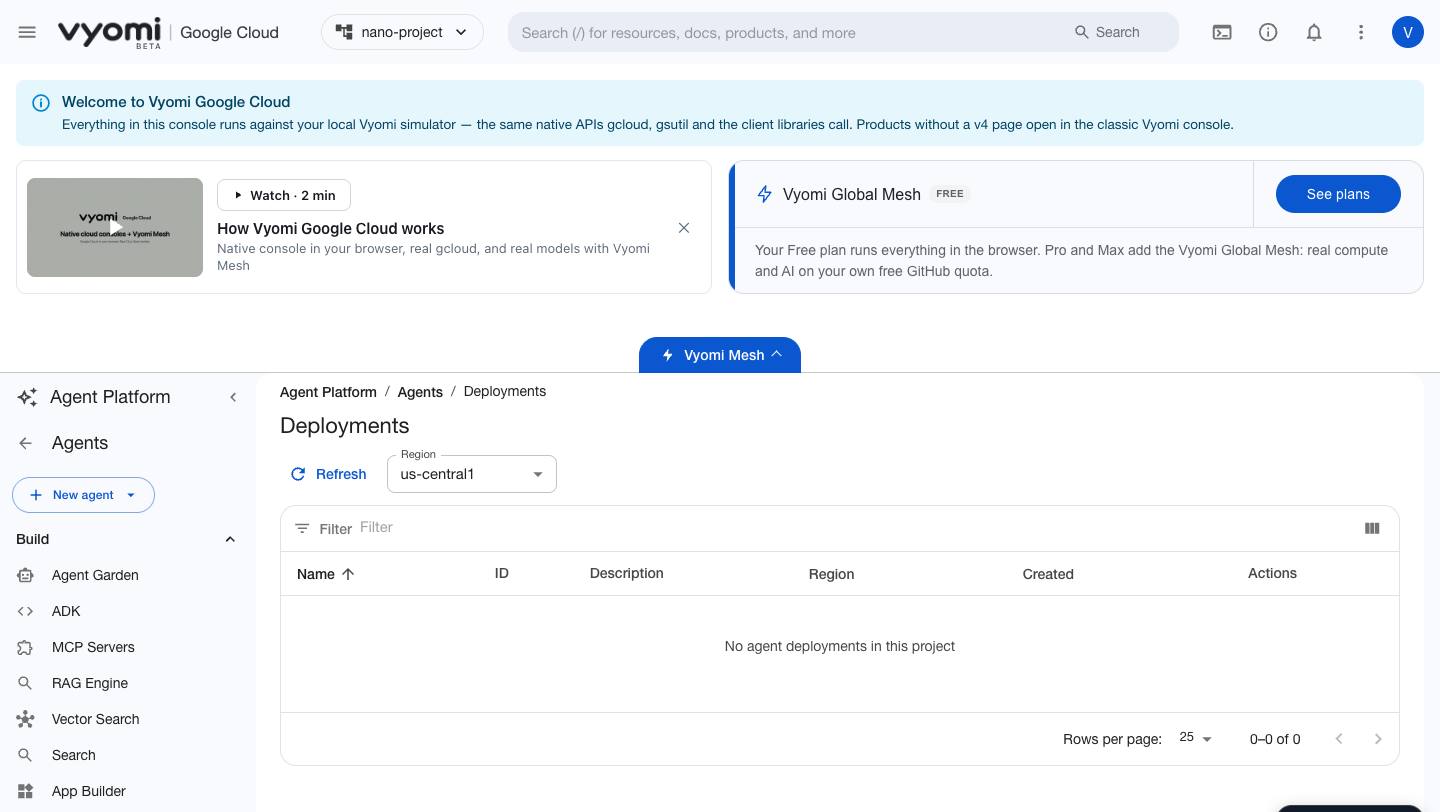 vyomi
BETA
Google Cloud
nano-project
Search (/) for resources, docs, products, and more
Search
V
Welcome to Vyomi Google Cloud
Everything in this console runs against your local Vyomi simulator — the same native APIs gcloud, gsutil and the client libraries call. Products without a v4 page open in the classic Vyomi console.
vyomi Google Cloud
Native cloud consoles + Vyomi Mesh
Watch · 2 min
How Vyomi Google Cloud works
Native console in your browser, real gcloud, and real models with Vyomi
Mesh
Vyomi Global Mesh
FREE
See plans
Your Free plan runs everything in the browser. Pro and Max add the Vyomi Global Mesh: real compute
and AI on your own free GitHub quota.
Vyomi Mesh
Agent Platform
Agents
New agent
Build
Agent Garden
ADK
MCP Servers
RAG Engine
Vector Search
Search
App Builder
Agent Platform / Agents / Deployments
Deployments
Refresh
Region
us-central1
Filter Filter
Name ID Description Region Created Actions
No agent deployments in this project
Rows per page: 25 0–0 of 0